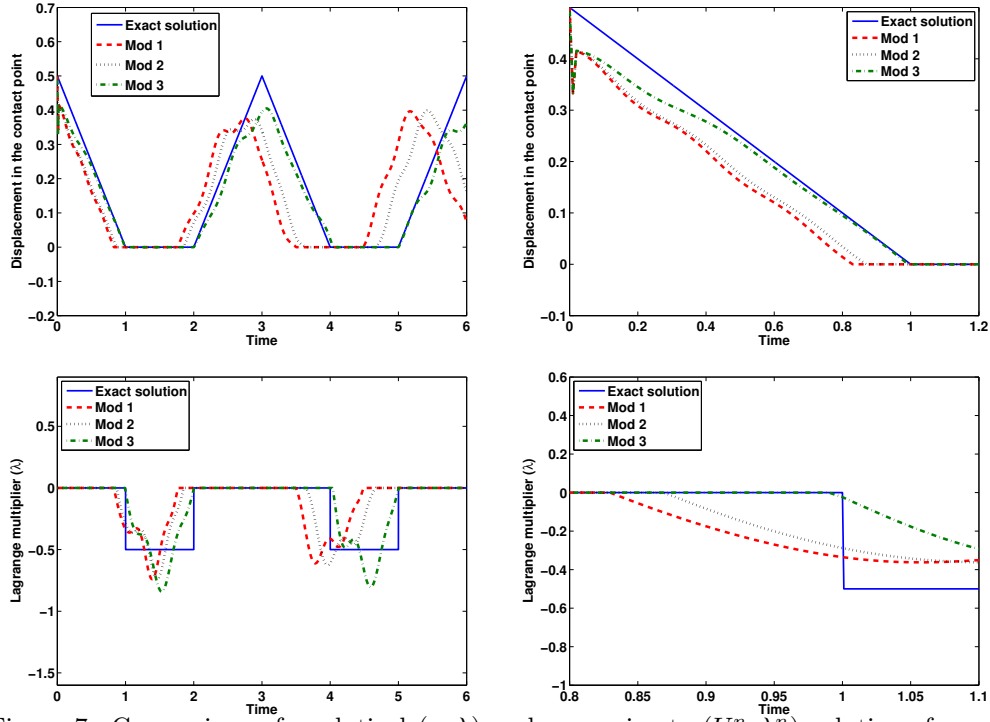 0.7
0.6
0.5
0.4
0.3
0.2
0.1
0
−0.1
−0.2
Displacement in the contact point
0 1 2 3 4 5 6
Time
Exact solution
Mod 1
Mod 2
Mod 3
0.4
0.3
0.2
0.1
0
−0.1
Displacement in the contact point
0 0.2 0.4 0.6 0.8 1 1.2
Time
Exact solution
Mod 1
Mod 2
Mod 3
0.5
0
−0.5
−1
−1.5
Lagrange multiplier (λ)
0 1 2 3 4 5 6
Time
Exact solution
Mod 1
Mod 2
Mod 3
0.6
0.4
0.2
0
−0.2
−0.4
−0.6
−0.8
−1
Lagrange multiplier (λ)
0.8 0.85 0.9 0.95 1 1.05 1.1
Time
Exact solution
Mod 1
Mod 2
Mod 3